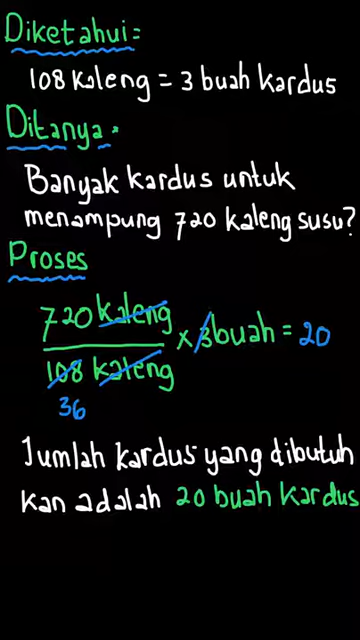 Diketahui =
108 Kaleng = 3 buah kardus
Ditanya :
Banyak kardus untuk
menampung 720 kaleng susu?
Proses
720 kaleng
108 kaleng
× 3 buah = 20
36
Jumlah kardus yang dibutuh
kan adalah 20 buah kardus